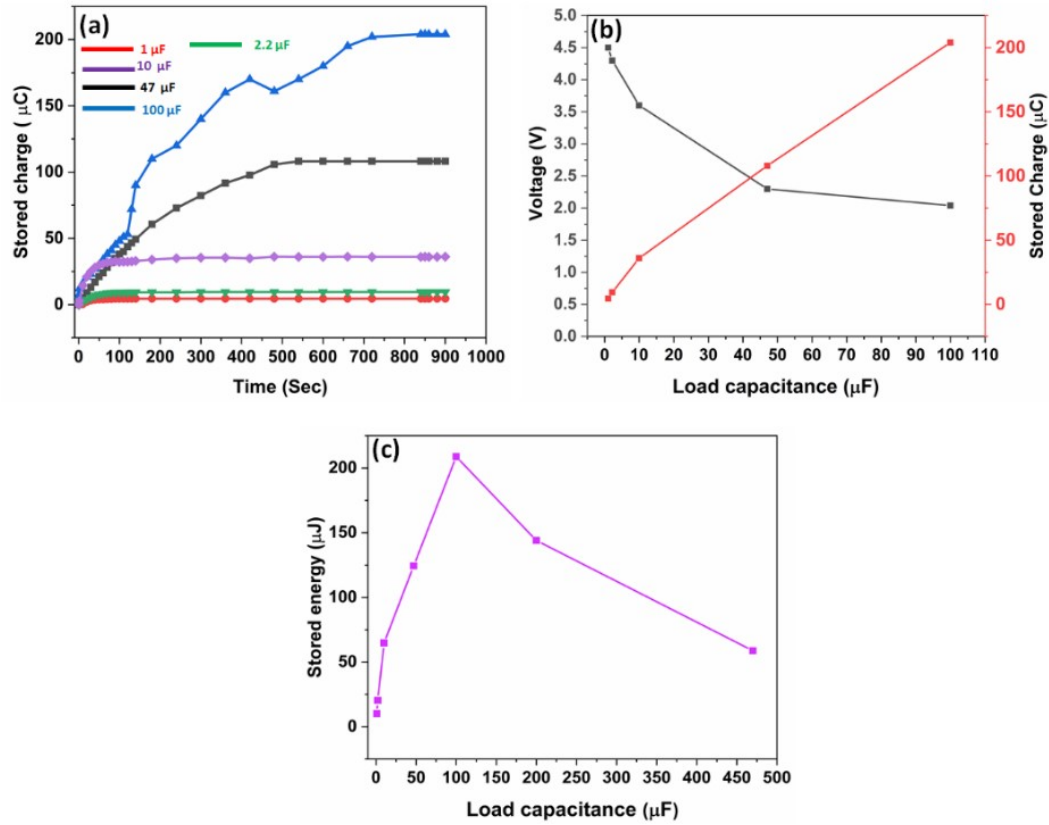 (a)
1 µF
2.2 µF
10 µF
47 µF
100 µF
Stored charge ( µC)
200
150
100
50
0
0 100 200 300 400 500 600 700 800 900 1000
Time (Sec)
(b)
Voltage (V)
5.0
4.5
4.0
3.5
3.0
2.5
2.0
1.5
1.0
0.5
0.0
0 10 20 30 40 50 60 70 80 90 100 110
Load capacitance (µF)
200
150
100
50
0
Stored Charge (µC)
(c)
Stored energy (µJ)
200
150
100
50
0
0 50 100 150 200 250 300 350 400 450 500
Load capacitance (µF)